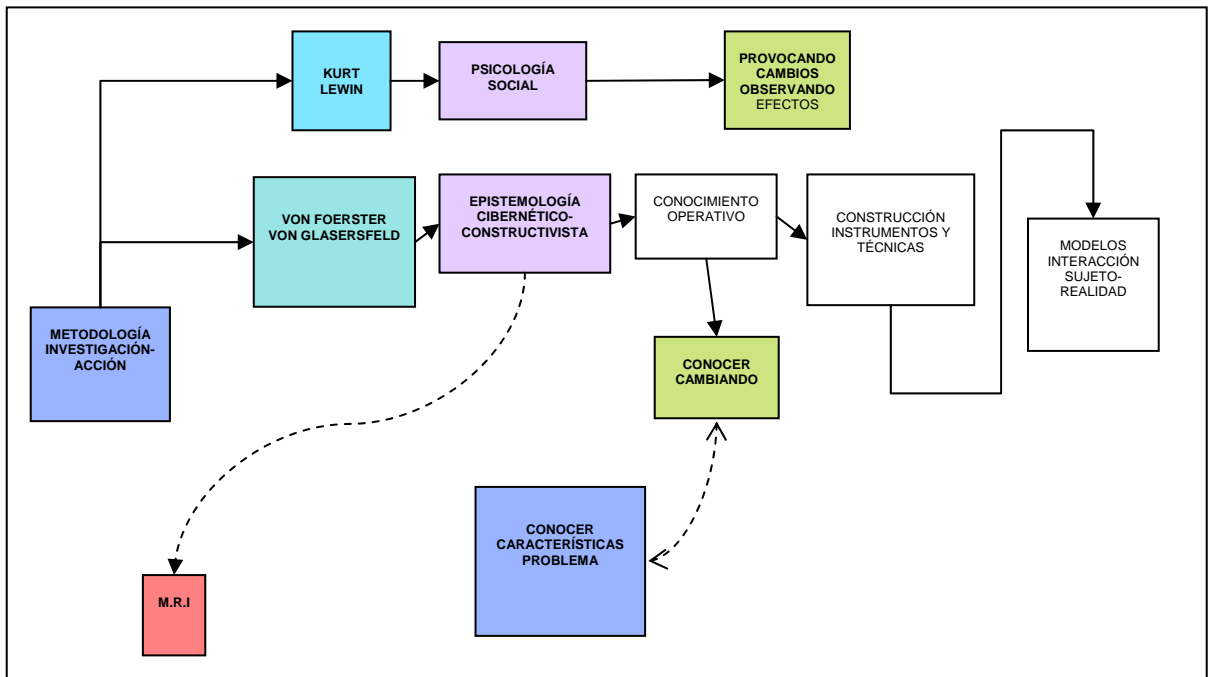 KURT
LEWIN
PSICOLOGÍA
SOCIAL
PROVOCANDO
CAMBIOS
OBSERVANDO
EFECTOS
VON FOERSTER
VON GLASERSFELD
EPISTEMOLOGÍA
CIBERNÉTICO-
CONSTRUCTIVISTA
CONOCIMIENTO
OPERATIVO
CONSTRUCCIÓN
INSTRUMENTOS Y
TÉCNICAS
MODELOS
INTERACCIÓN
SUJETO-
REALIDAD
METODOLOGÍA
INVESTIGACIÓN-
ACCIÓN
CONOCER
CAMBIANDO
CONOCER
CARACTERÍSTICAS
PROBLEMA
M.R.I